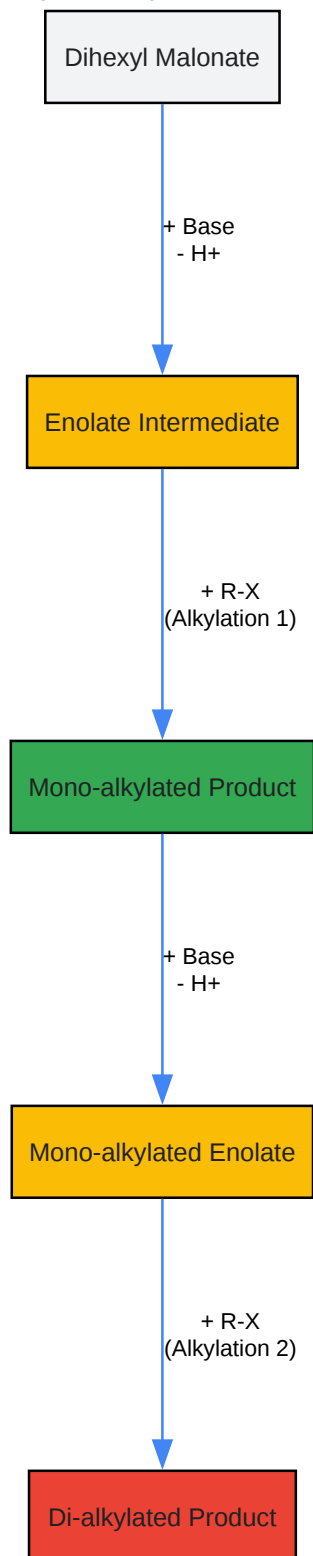 Dihexyl Malonate
+ Base
- H+
Enolate Intermediate
+ R-X
(Alkylation 1)
Mono-alkylated Product
+ Base
- H+
Mono-alkylated Enolate
+ R-X
(Alkylation 2)
Di-alkylated Product